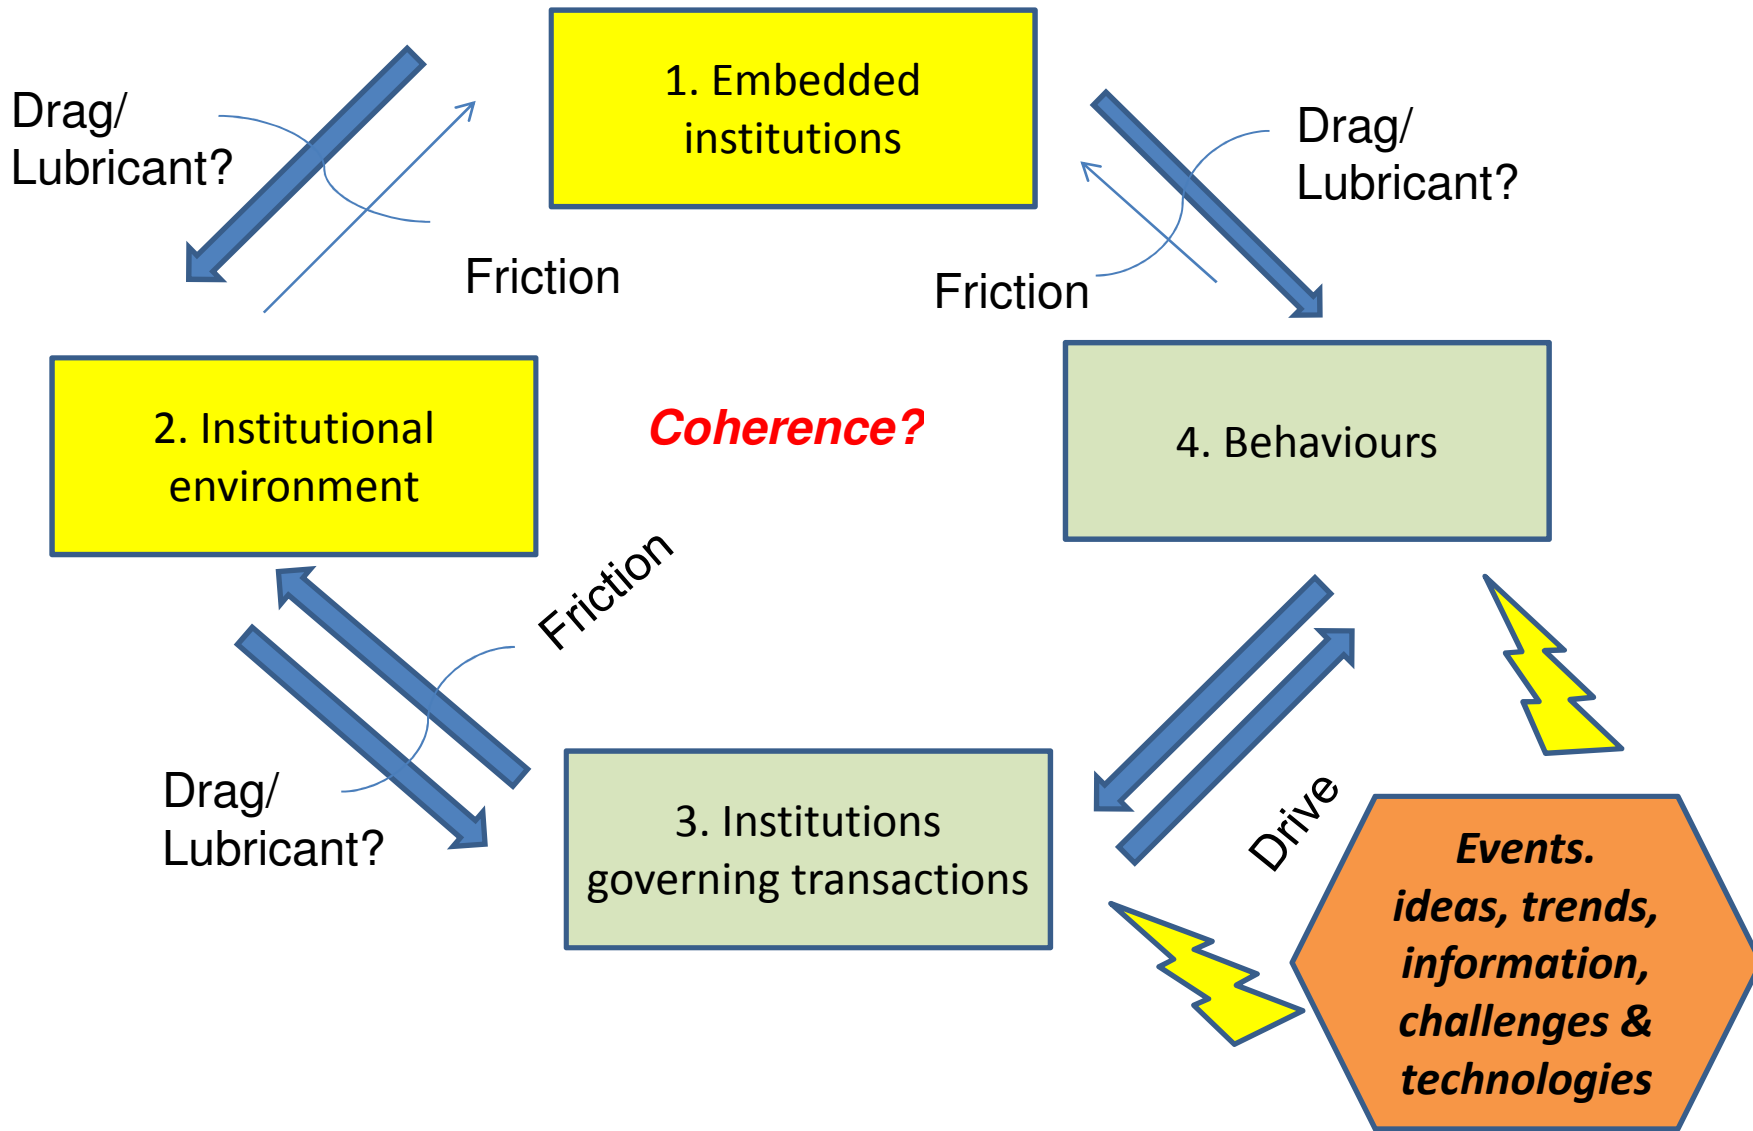 1. Embedded
institutions
Drag/
Lubricant?
Drag/
Lubricant?
Friction
Friction
2. Institutional
environment
Coherence?
4. Behaviours
Friction
Drag/
Lubricant?
3. Institutions
governing transactions
Drive
Events.
ideas, trends,
information,
challenges &
technologies